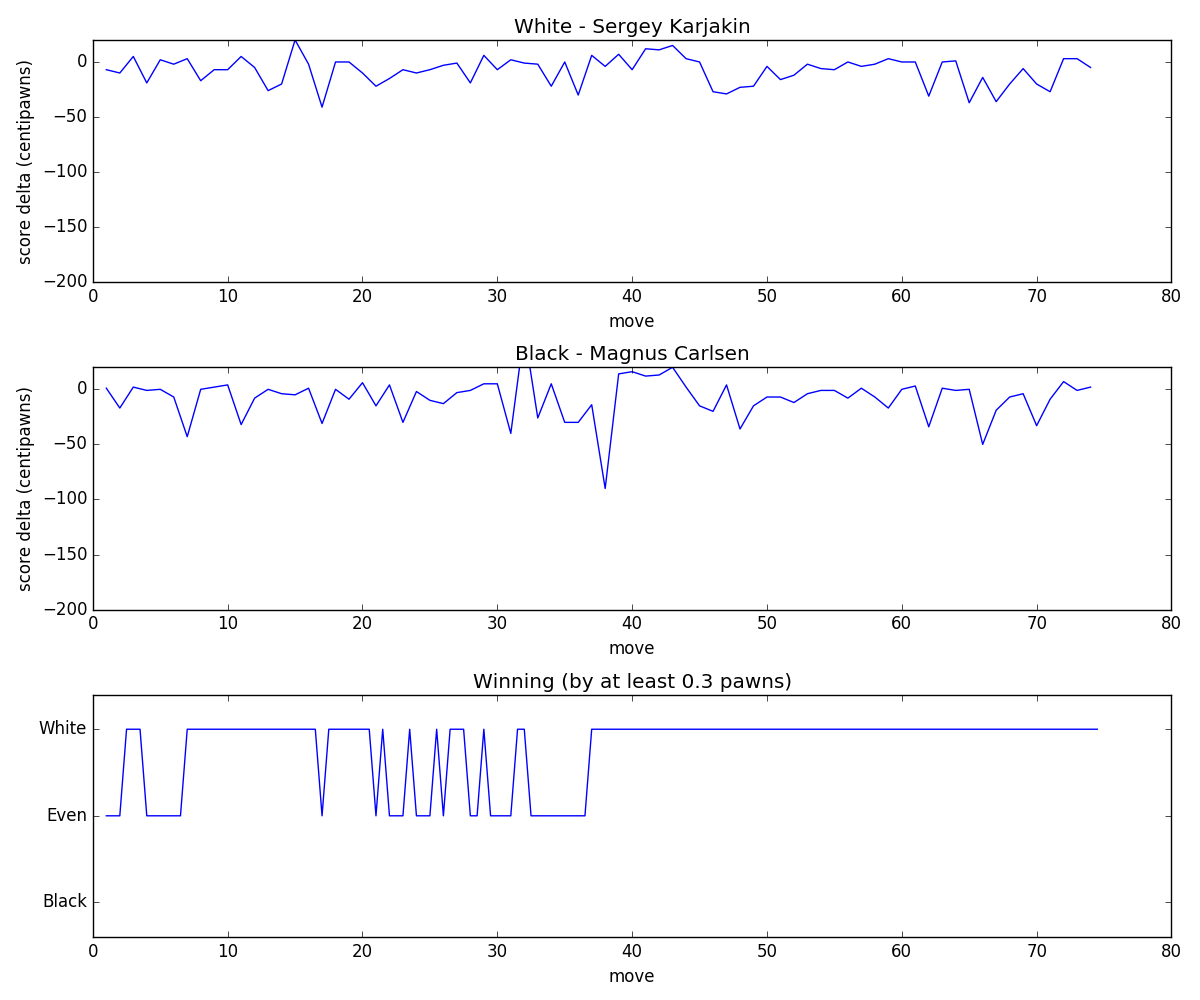 White - Sergey Karjakin
score delta (centipawns)
0
−50
−100
−150
−200
0 10 20 30 40 50 60 70 80
move
Black - Magnus Carlsen
score delta (centipawns)
0
−50
−100
−150
−200
0 10 20 30 40 50 60 70 80
move
Winning (by at least 0.3 pawns)
White
Even
Black
0 10 20 30 40 50 60 70 80
move